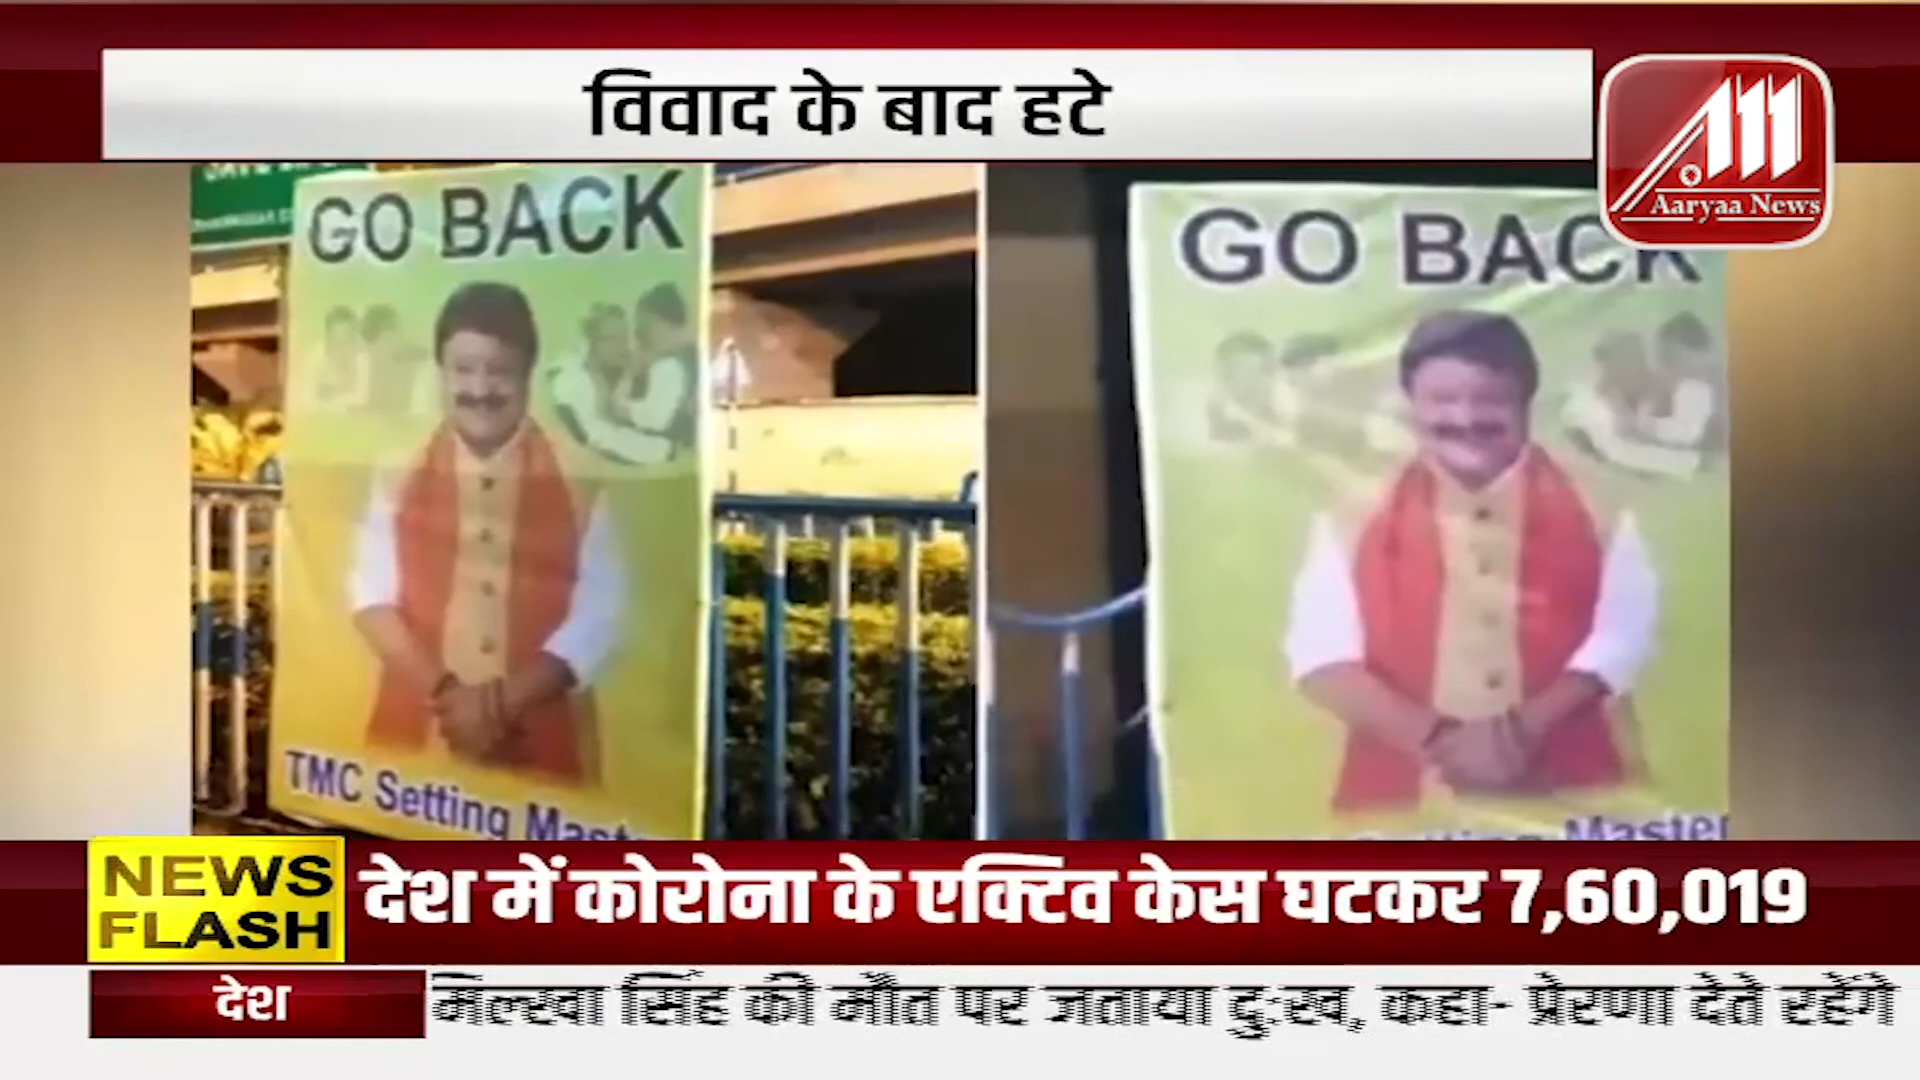 विवाद के बाद हटे
Aaryaa News
GO BACK
TMC Setting
GO BACK
Master
NEWS
FLASH
देश में कोरोना के एक्टिव केस घटकर 7,60,019
देश
मिल्खा सिंह की मौत पर जताया दुःख, कहा- प्रेरणा देते रहेंगे